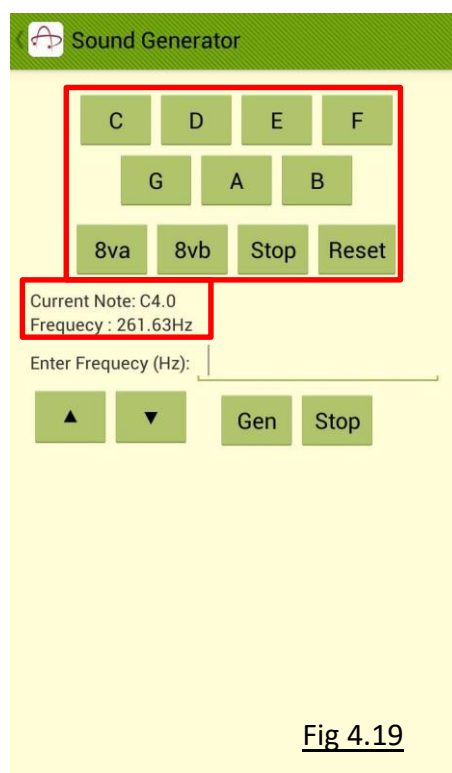 Sound Generator
C D E F
G A B
8va 8vb Stop Reset
Current Note: C4.0
Frequecy : 261.63Hz
Enter Frequecy (Hz):
▲ ▼ Gen Stop
Fig 4.19